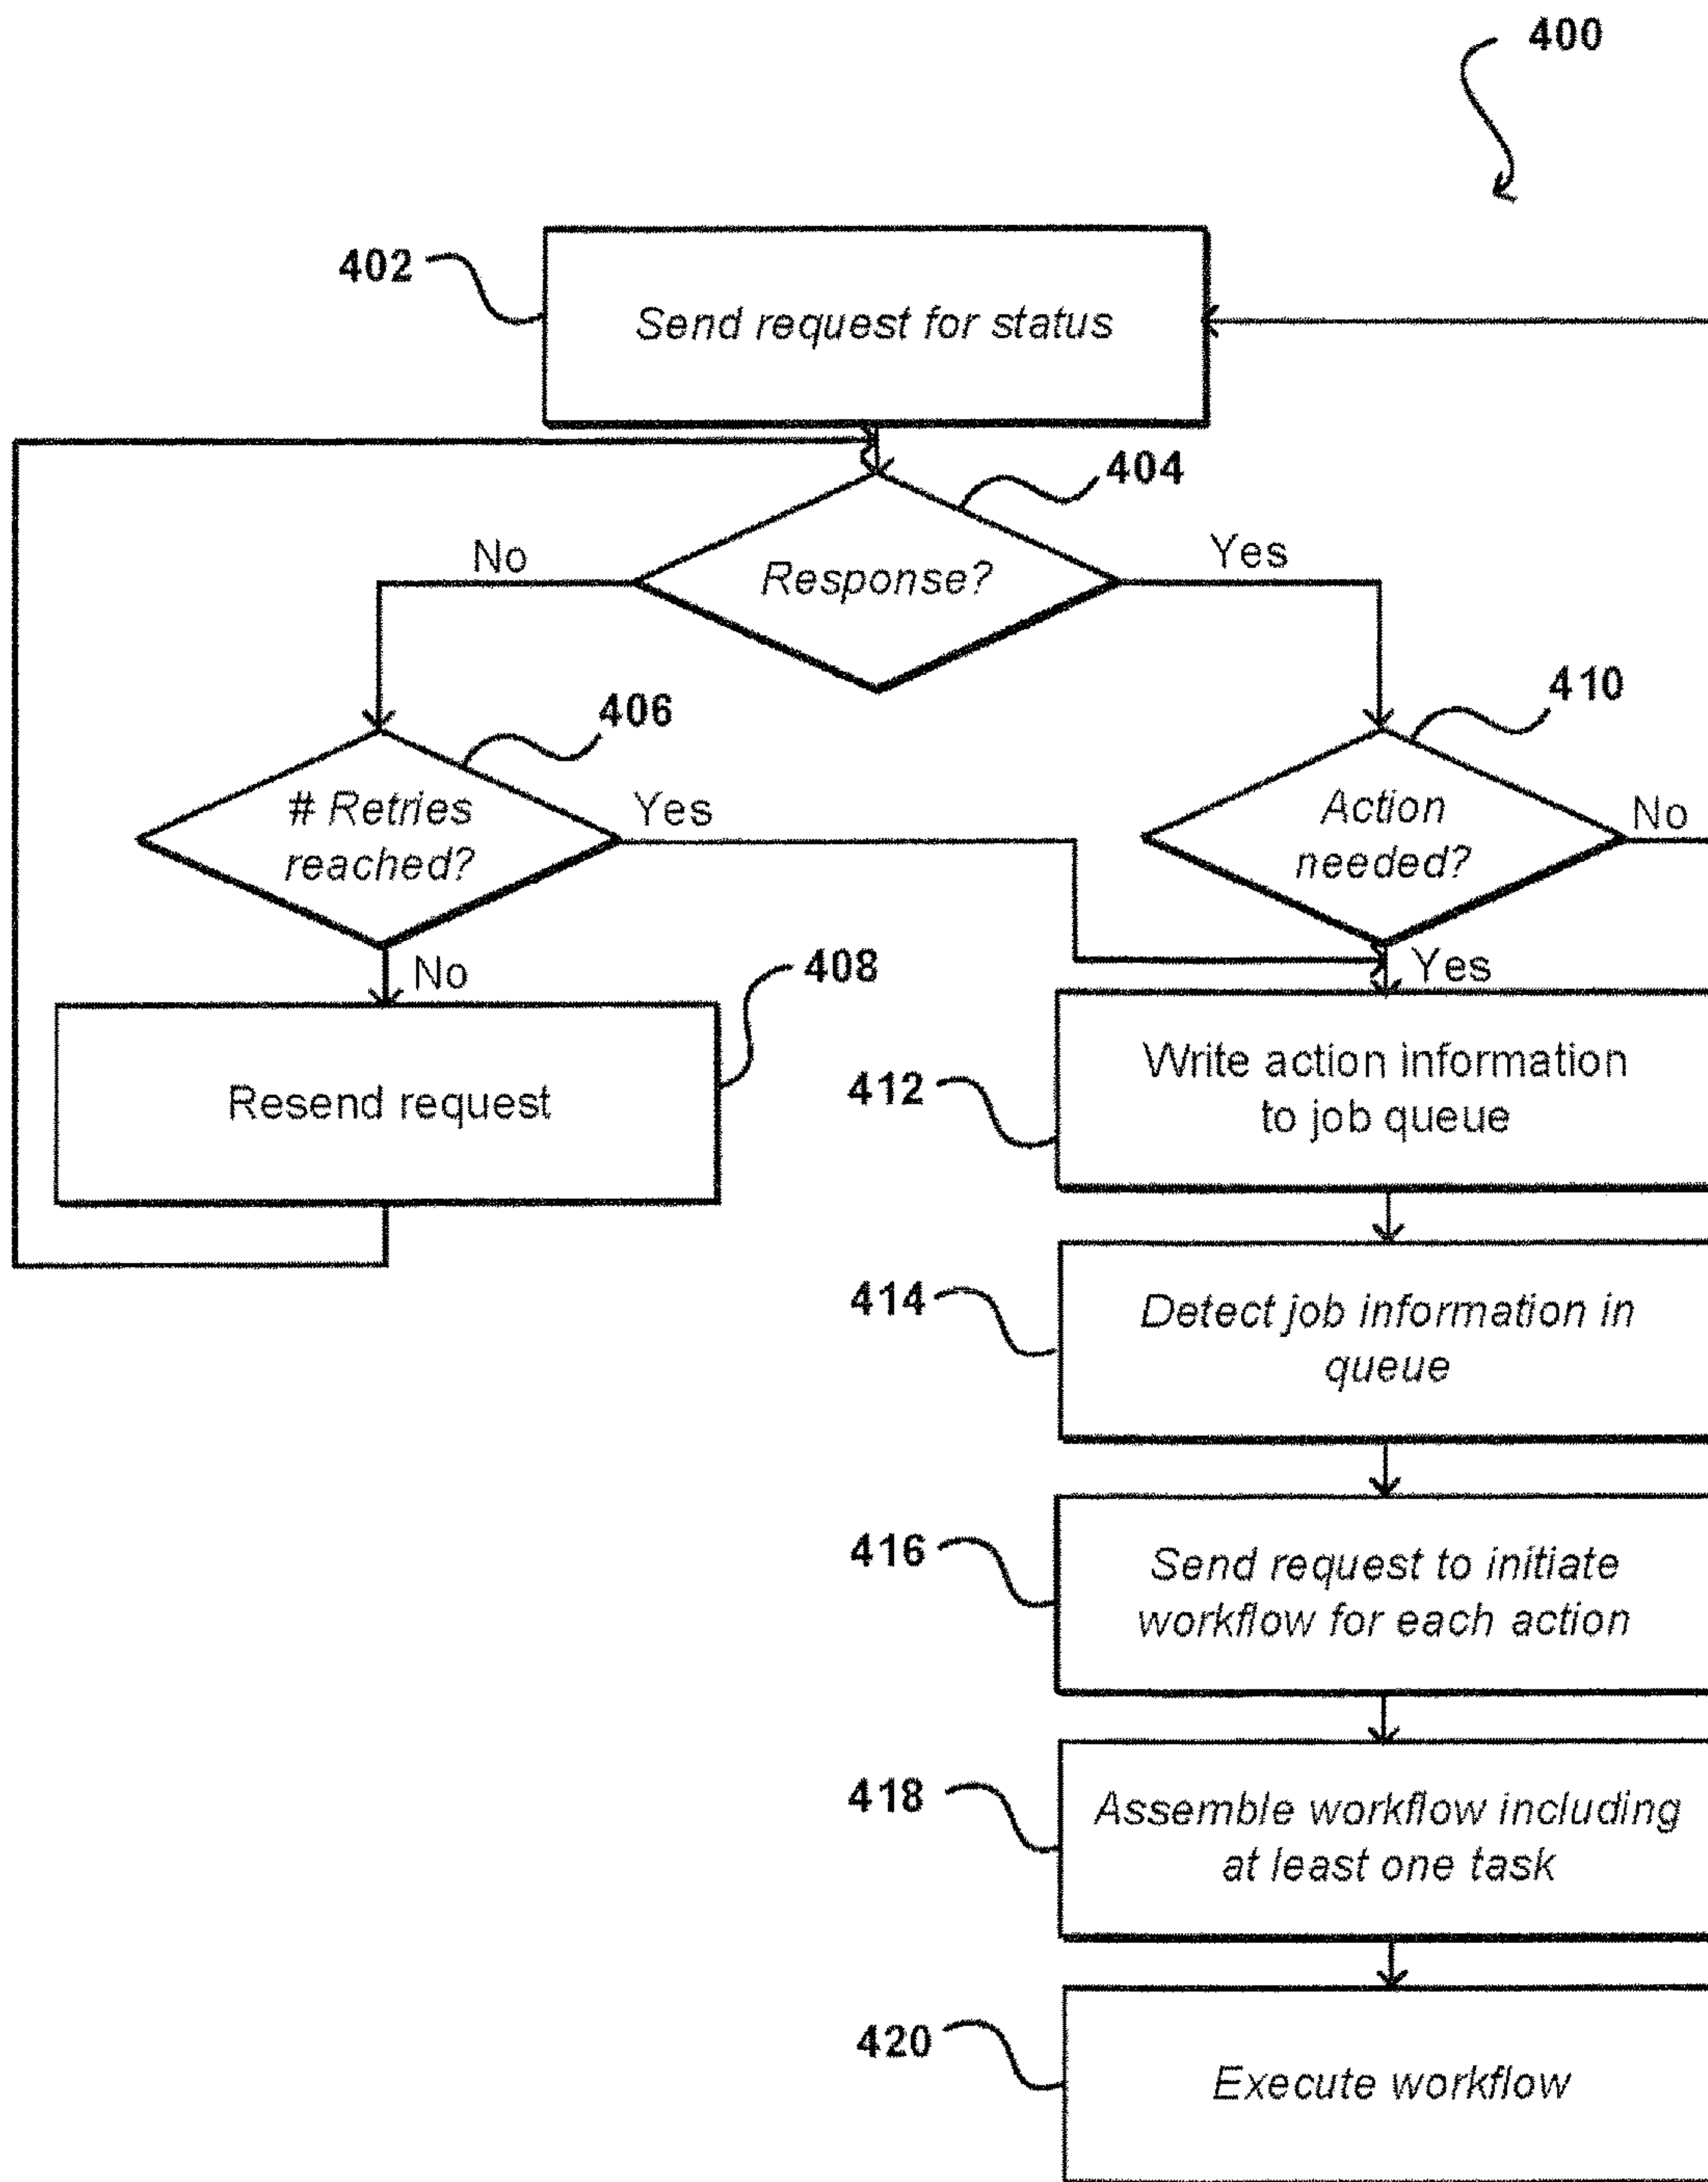 400
402
Send request for status
404
No
Response?
Yes
406
410
# Retries
reached?
Yes
Action
needed?
No
No
Yes
408
Resend request
412
Write action information
to job queue
414
Detect job information in
queue
416
Send request to initiate
workflow for each action
418
Assemble workflow including
at least one task
420
Execute workflow